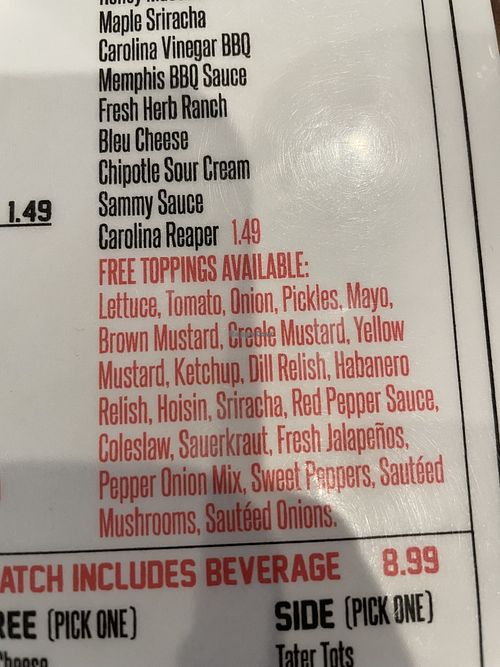 Maple Sriracha
Carolina Vinegar BBQ
Memphis BBQ Sauce
Fresh Herb Ranch
Bleu Cheese
Chipotle Sour Cream
1.49 Sammy Sauce
Carolina Reaper 1.49
FREE TOPPINGS AVAILABLE:
Lettuce, Tomato, Onion, Pickles, Mayo,
Brown Mustard, Creole Mustard, Yellow
Mustard, Ketchup, Dill Relish, Habanero
Relish, Hoisin, Sriracha, Red Pepper Sauce,
Coleslaw, Sauerkraut, Fresh Jalapeños,
Pepper Onion Mix, Sweet Peppers, Sautéed
Mushrooms, Sautéed Onions.
ATCH INCLUDES BEVERAGE 8.99
REE (PICK ONE) SIDE (PICK ONE)
Tater Tots